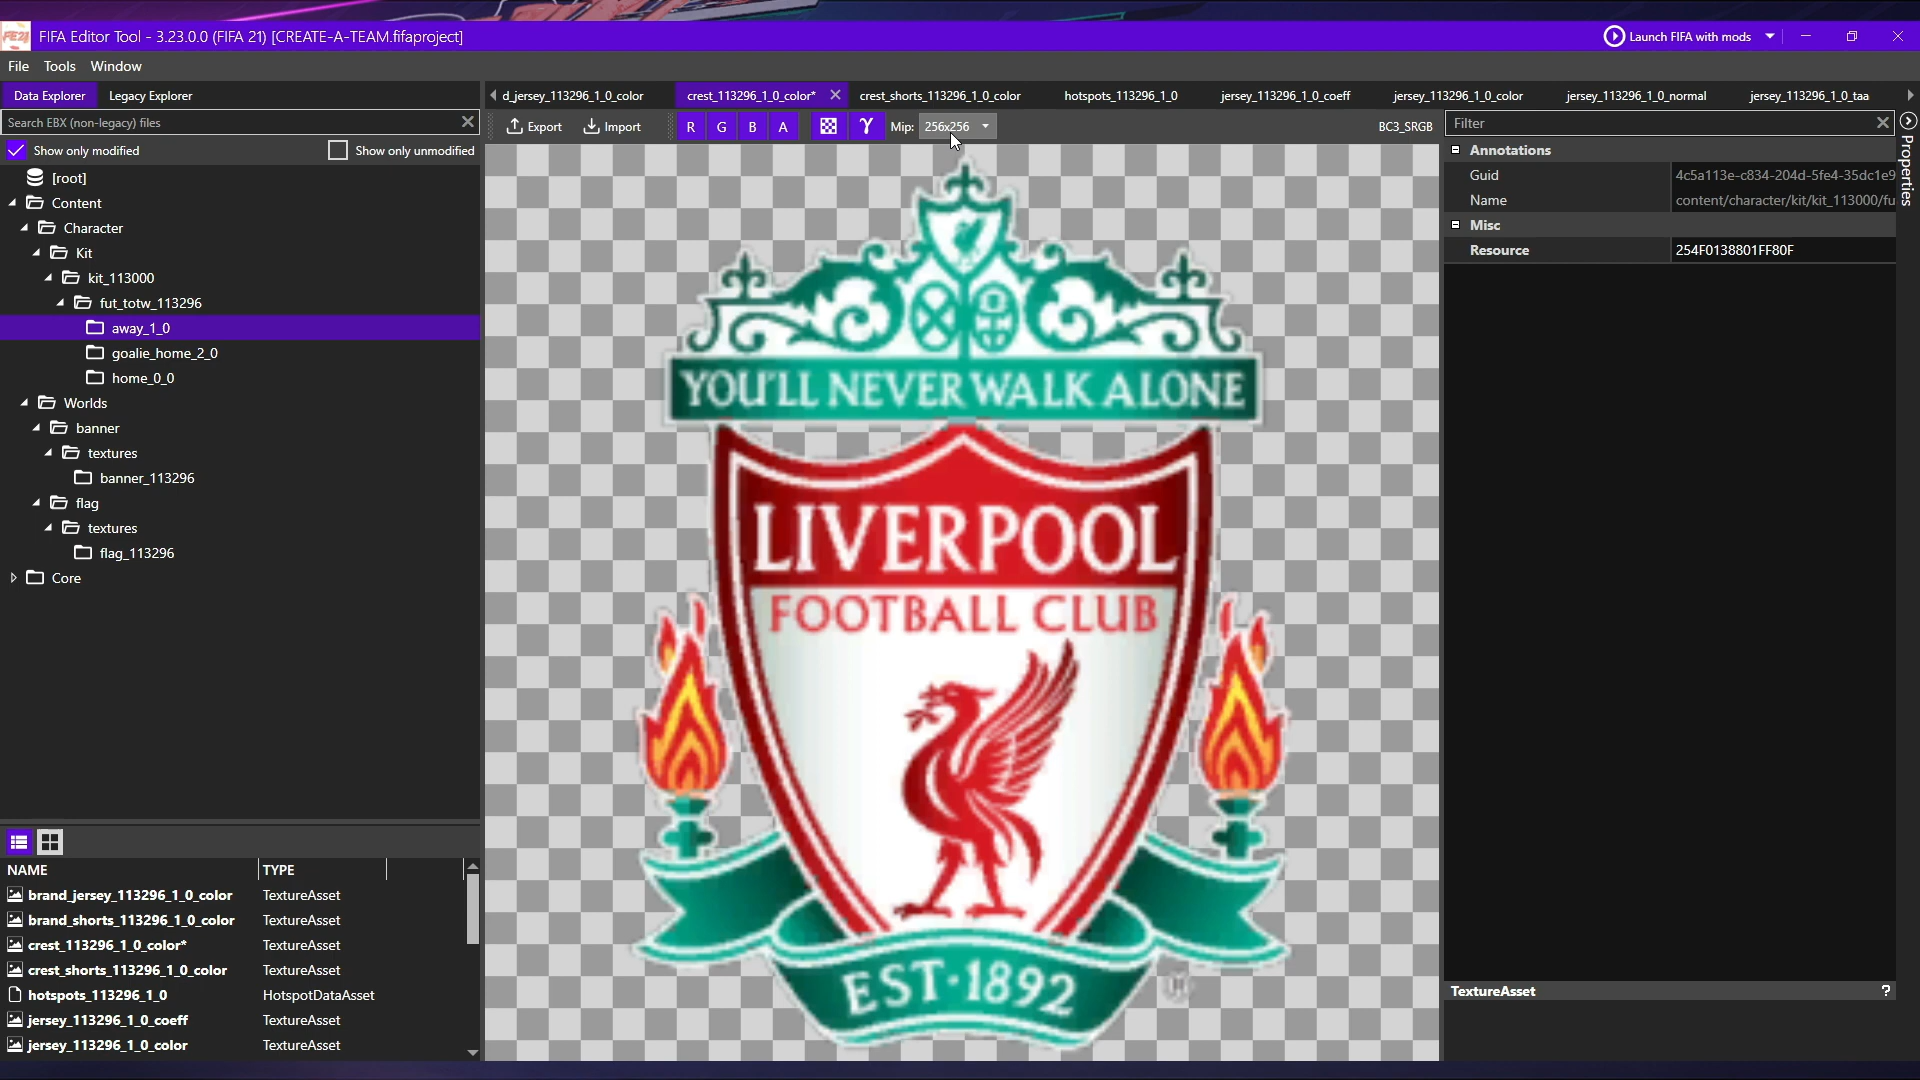 FIFA Editor Tool - 3.23.0.0 (FIFA 21) [CREATE-A-TEAM.fifaproject]
Launch FIFA with mods
File Tools Window
Data Explorer Legacy Explorer
d_jersey_113296_1_0_color crest_113296_1_0_color* crest_shorts_113296_1_0_color hotspots_113296_1_0 jersey_113296_1_0_coeff jersey_113296_1_0_color jersey_113296_1_0_normal jersey_113296_1_0_taa
Search EBX (non-legacy) files
Export Import R G B A γ Mip: 256x256 BC3_SRGB
Filter
Show only modified Show only unmodified
Properties
[root]
Content
Character
Kit
kit_113000
fut_totw_113296
away_1_0
goalie_home_2_0
home_0_0
Worlds
banner
textures
banner_113296
flag
textures
flag_113296
Core
Annotations
Guid 4c5a113e-c834-204d-5fe4-35dc1e9
Name content/character/kit/kit_113000/fu
Misc
Resource 254F0138801FF80F
YOU'LL NEVER WALK ALONE
LIVERPOOL
FOOTBALL CLUB
EST·1892
®
NAME TYPE
brand_jersey_113296_1_0_color TextureAsset
brand_shorts_113296_1_0_color TextureAsset
crest_113296_1_0_color* TextureAsset
crest_shorts_113296_1_0_color TextureAsset
hotspots_113296_1_0 HotspotDataAsset
jersey_113296_1_0_coeff TextureAsset
jersey_113296_1_0_color TextureAsset
TextureAsset ?